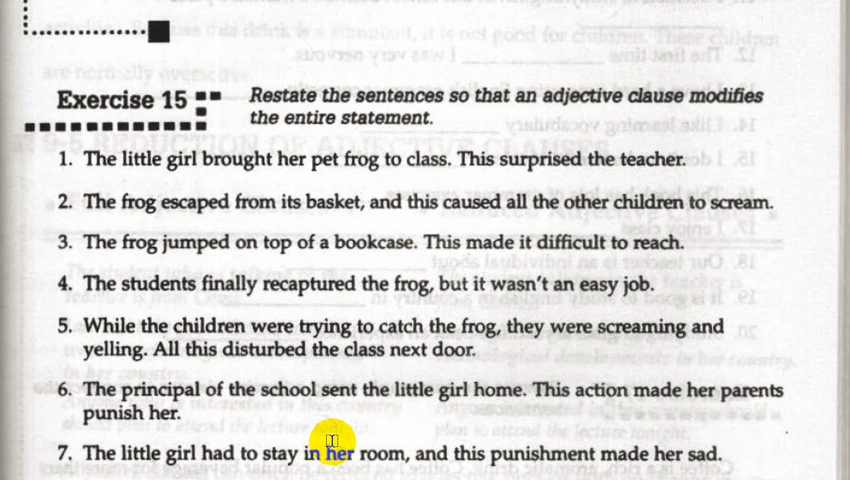 Exercise 15
Restate the sentences so that an adjective clause modifies
the entire statement.
1. The little girl brought her pet frog to class. This surprised the teacher.
2. The frog escaped from its basket, and this caused all the other children to scream.
3. The frog jumped on top of a bookcase. This made it difficult to reach.
4. The students finally recaptured the frog, but it wasn't an easy job.
5. While the children were trying to catch the frog, they were screaming and
yelling. All this disturbed the class next door.
6. The principal of the school sent the little girl home. This action made her parents
punish her.
7. The little girl had to stay in her room, and this punishment made her sad.